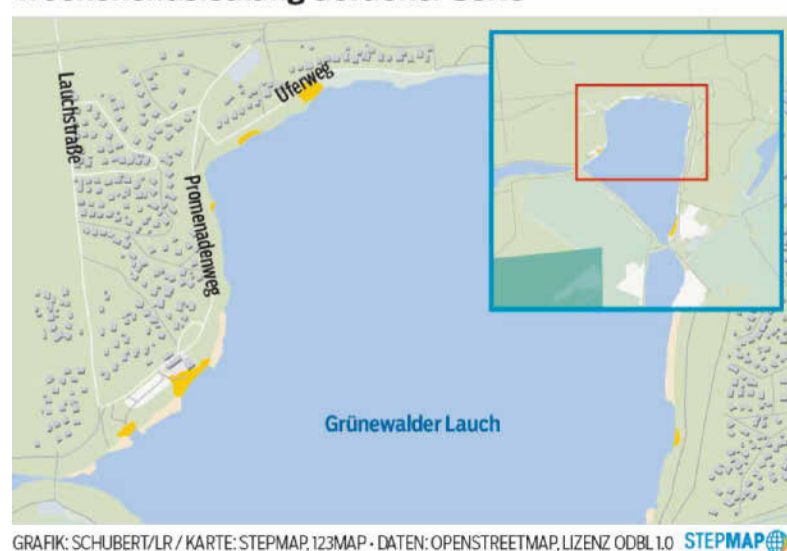 Lauchstraße
Uferweg
Promenadenweg
Grünewalder Lauch
GRAFIK: SCHUBERT/LR / KARTE: STEPMAP, 123MAP • DATEN: OPENSTREETMAP, LIZENZ ODBL 1.0 STEPMAP